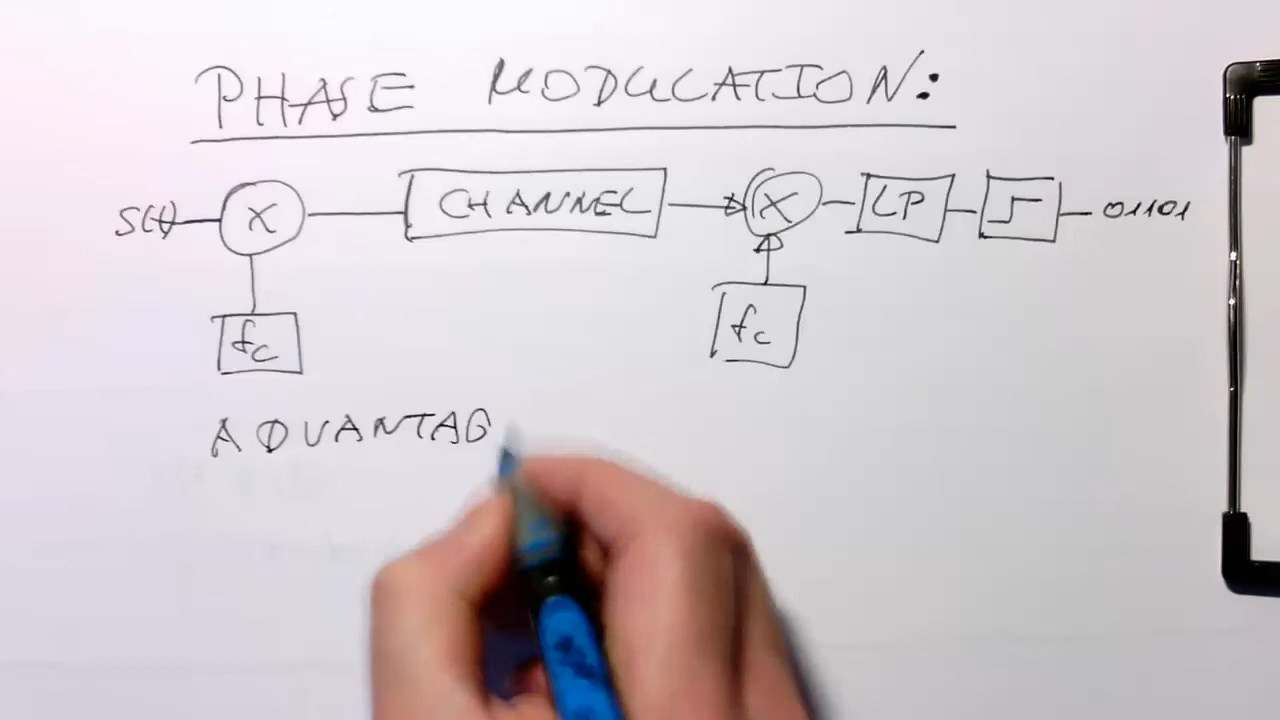 PHASE MODULATION:
S(t) X CHANNEL X LP 01101
fc fc
ADVANTAG